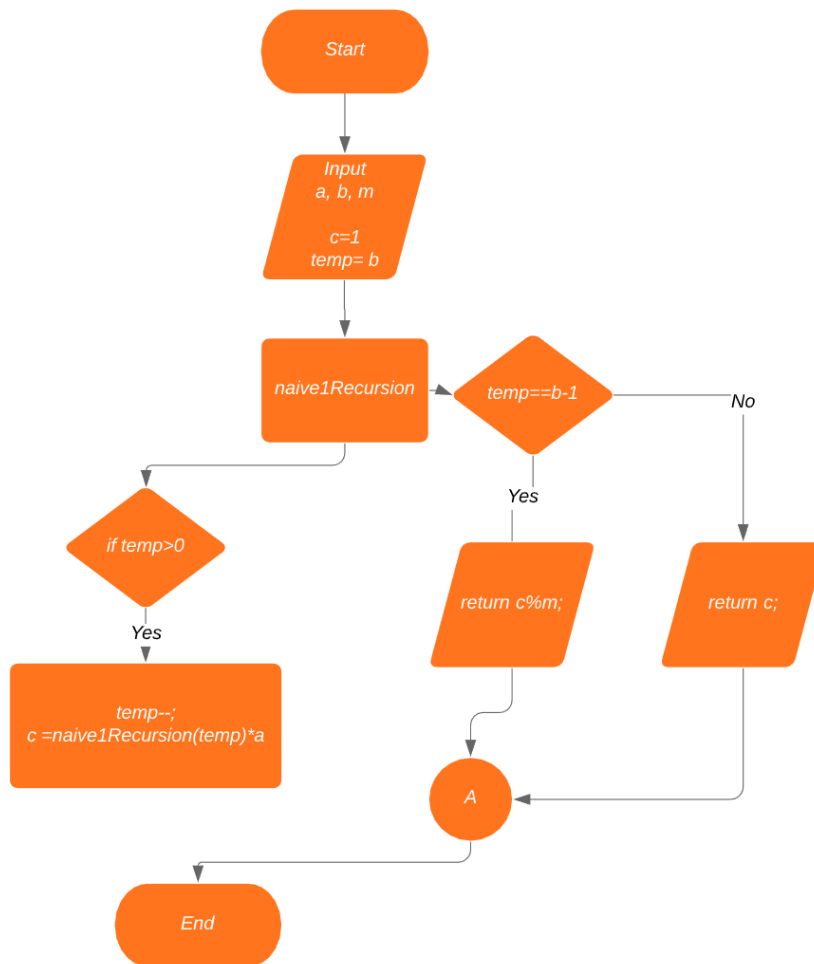 Start
Input
a, b, m
c=1
temp= b
naive1Recursion
temp==b-1
No
if temp>0
Yes
return c%m;
return c;
Yes
temp--;
c =naive1Recursion(temp)*a
A
End